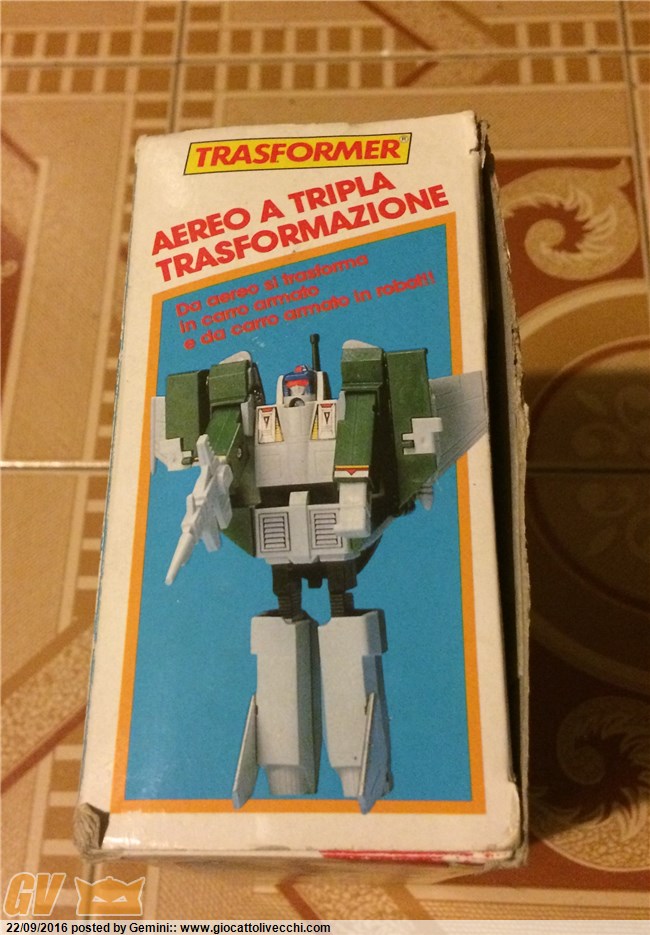 TRASFORMER®
AEREO A TRIPLA
TRASFORMAZIONE
Da aereo si trasforma
in carro armato
e da carro armato in robot!!
GV
22/09/2016 posted by Gemini:: www.giocattolivecchi.com